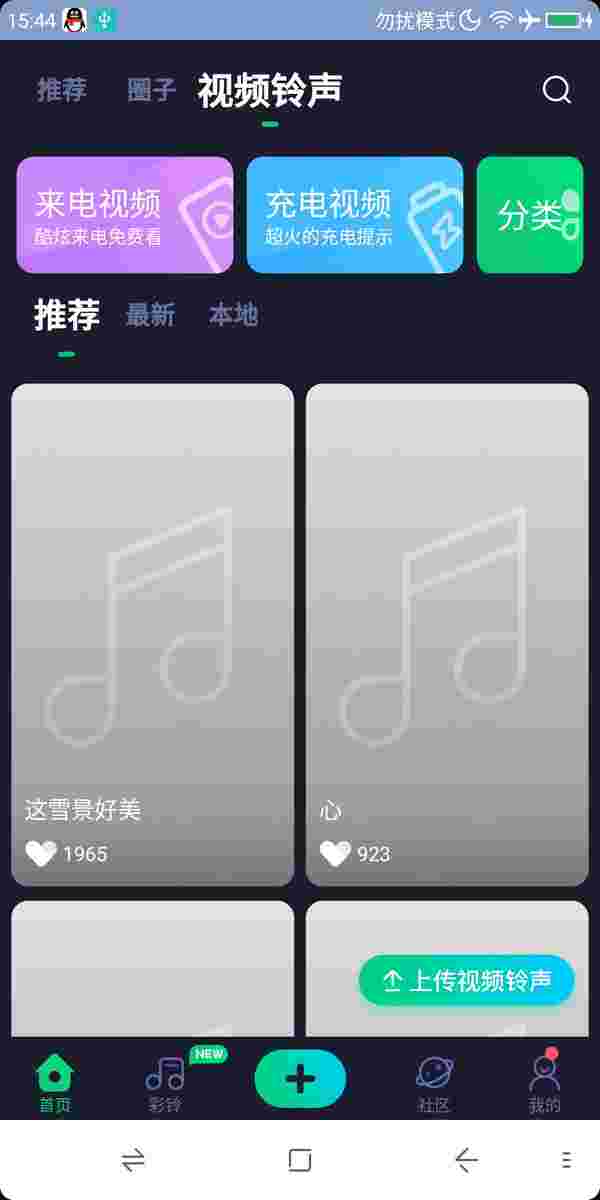 15:44 勿扰模式
推荐 圈子 视频铃声
来电视频 充电视频 分类
酷炫来电免费看 超火的充电提示
推荐 最新 本地
这雪景好美 心
1965 923
上传视频铃声
NEW
首页 彩铃 社区 我的